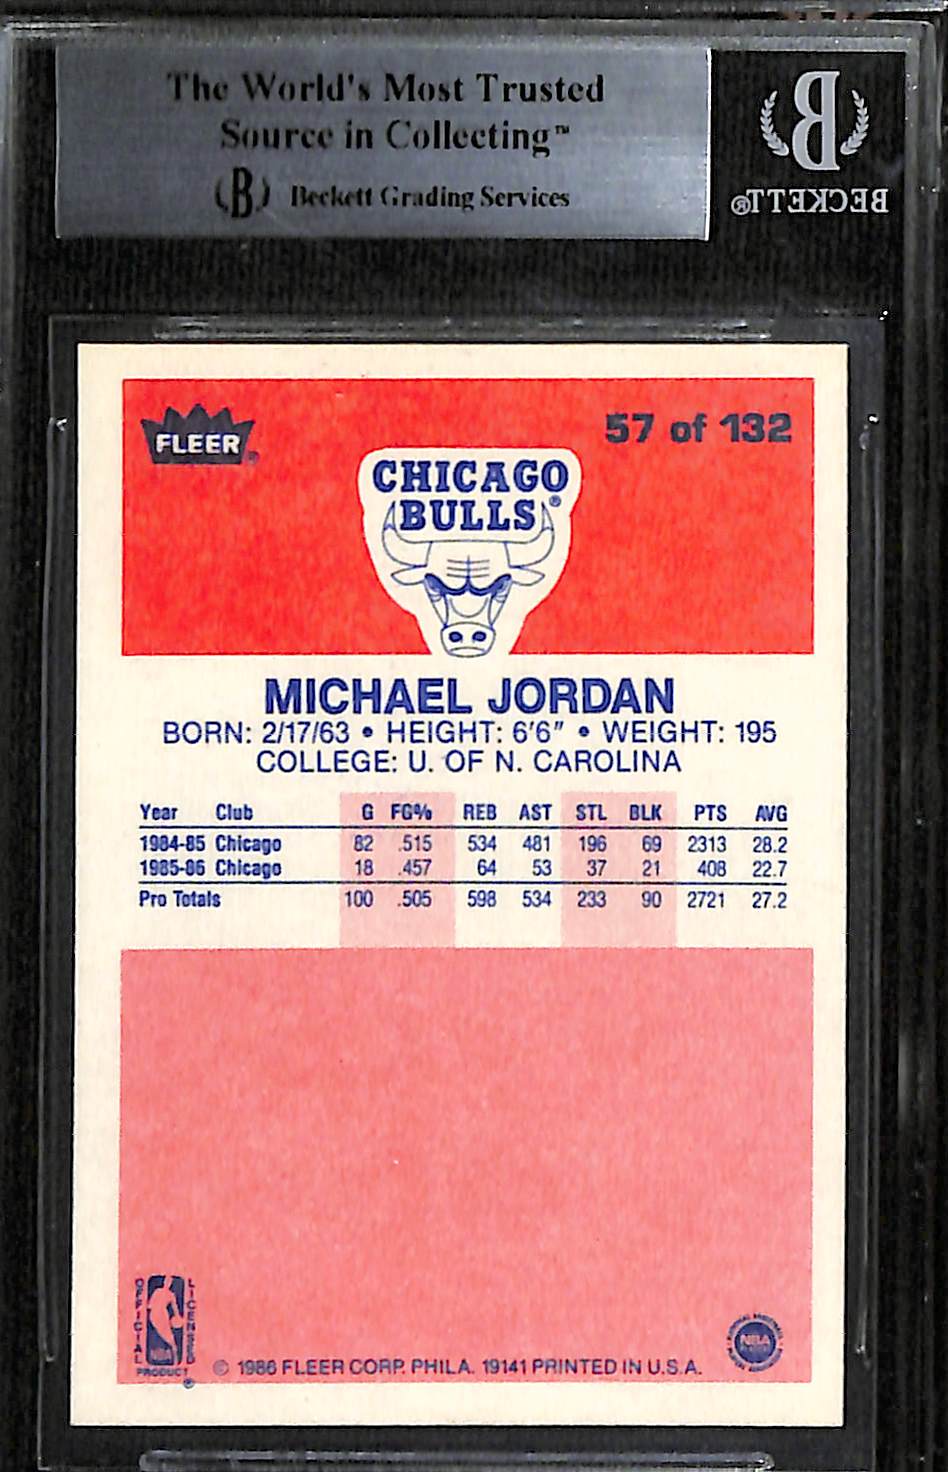 The World's Most Trusted
Source in Collecting™
B Beckett Grading Services
B
BECKETT®
FLEER®
57 of 132
CHICAGO
BULLS®
MICHAEL JORDAN
BORN: 2/17/63 • HEIGHT: 6'6" • WEIGHT: 195
COLLEGE: U. OF N. CAROLINA
Year Club G FG% REB AST STL BLK PTS AVG
1984-85 Chicago 82 .515 534 481 196 69 2313 28.2
1985-86 Chicago 18 .457 64 53 37 21 408 22.7
Pro Totals 100 .505 598 534 233 90 2721 27.2
OFFICIAL
LICENSED
NBA
PRODUCT
®
© 1986 FLEER CORP. PHILA. 19141 PRINTED IN U.S.A.
NBA